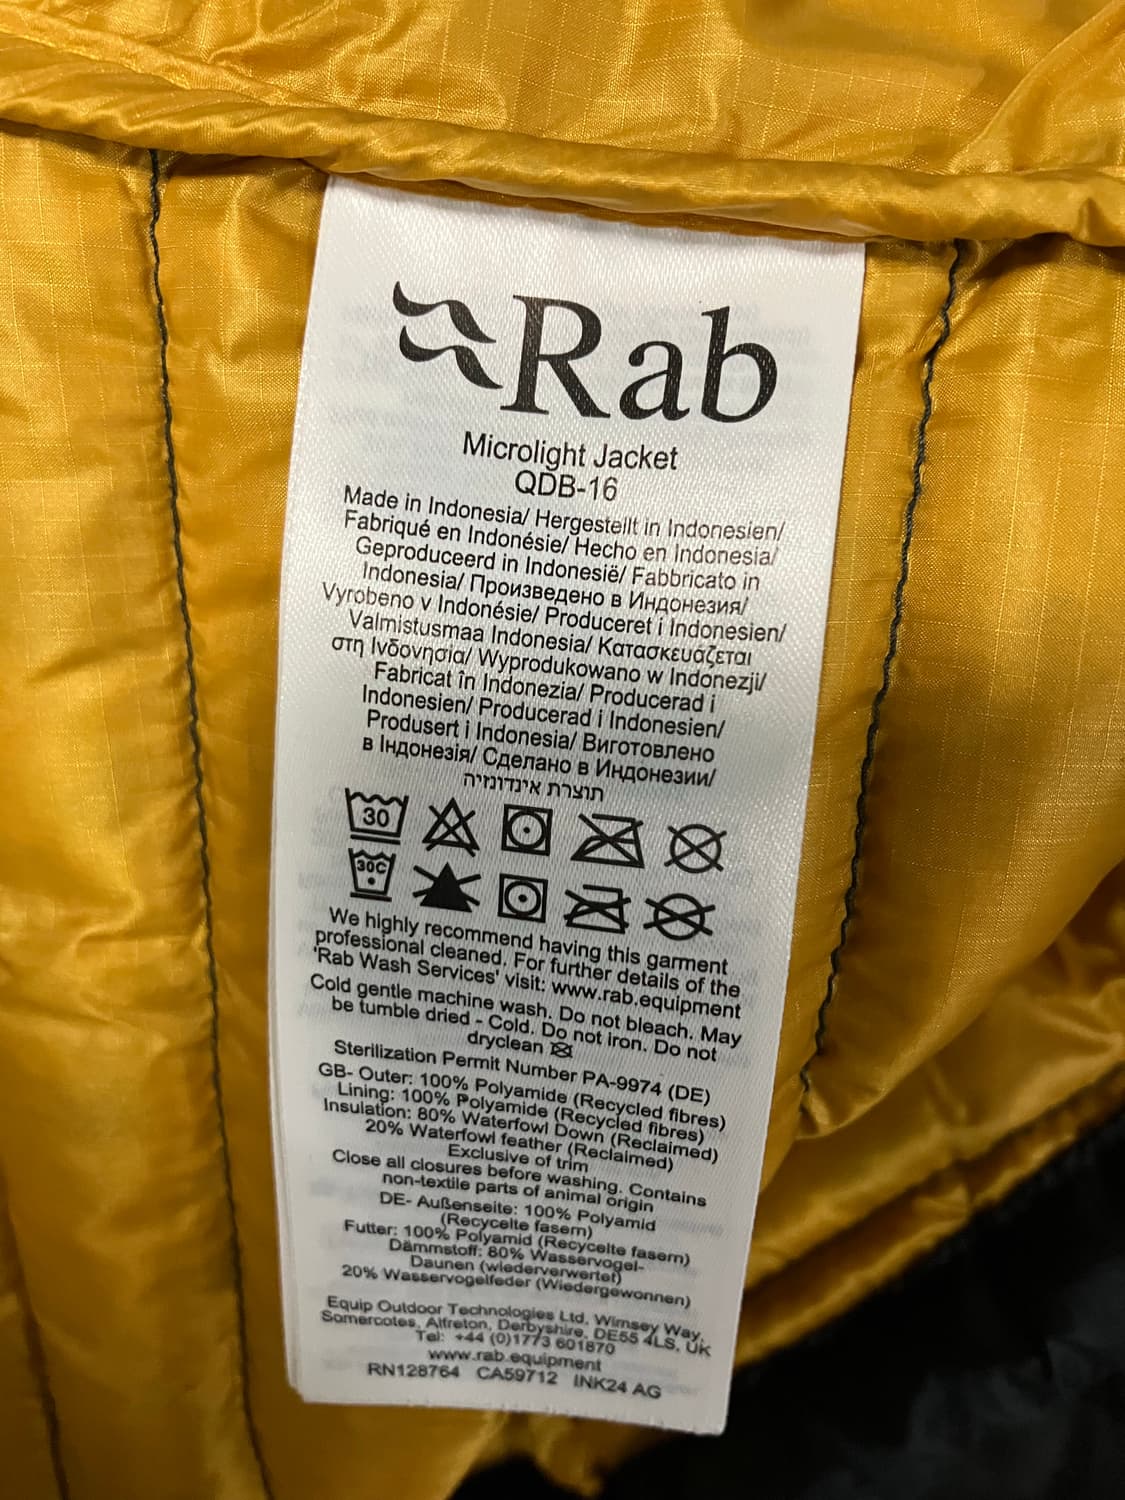 Rab
Microlight Jacket
QDB-16
Made in Indonesia/ Hergestellt in Indonesien/
Fabriqué en Indonésie/ Hecho en Indonesia/
Geproduceerd in Indonesië/ Fabbricato in
Indonesia/ Произведено в Индонезия/
Vyrobeno v Indonésie/ Produceret i Indonesien/
Valmistusmaa Indonesia/ Κατασκευάζεται
στη Ινδονησία/ Wyprodukowano w Indonezji/
Fabricat în Indonezia/ Producerad i
Indonesien/ Producerad i Indonesien/
Produsert i Indonesia/ Виготовлено
в Індонезія/ Сделано в Индонезии/
תוצרת אינדונזיה
30
30C
We highly recommend having this garment
professional cleaned. For further details of the
'Rab Wash Services' visit: www.rab.equipment
Cold gentle machine wash. Do not bleach. May
be tumble dried - Cold. Do not iron. Do not
dryclean
Sterilization Permit Number PA-9974 (DE)
GB- Outer: 100% Polyamide (Recycled fibres)
Lining: 100% Polyamide (Recycled fibres)
Insulation: 80% Waterfowl Down (Reclaimed)
20% Waterfowl feather (Reclaimed)
Exclusive of trim
Close all closures before washing. Contains
non-textile parts of animal origin
DE- Außenseite: 100% Polyamid
(Recycelte fasern)
Futter: 100% Polyamid (Recycelte fasern)
Dämmstoff: 80% Wasservogel-
Daunen (wiederverwertet)
20% Wasservogelfeder (Wiedergewonnen)
Equip Outdoor Technologies Ltd, Wimsey Way,
Somercotes, Alfreton, Derbyshire, DE55 4LS, UK
Tel: +44 (0)1773 601870
www.rab.equipment
RN128764 CA59712 INK24 AG